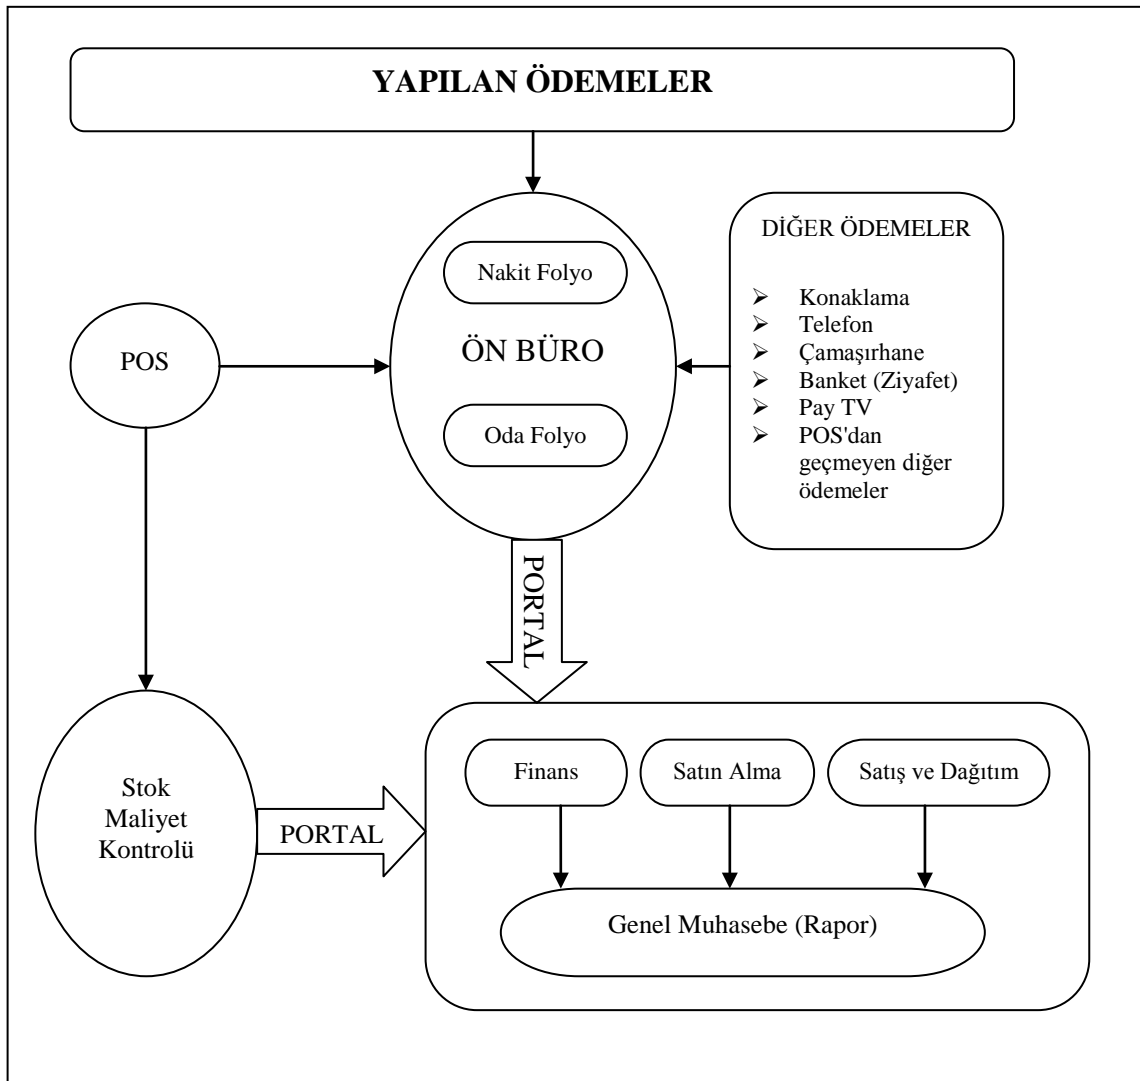 YAPILAN ÖDEMELER
Nakit Folyo
ÖN BÜRO
Oda Folyo
POS
DİĞER ÖDEMELER
➢ Konaklama
➢ Telefon
➢ Çamaşırhane
➢ Banket (Ziyafet)
➢ Pay TV
➢ POS'dan
geçmeyen diğer
ödemeler
PORTAL
Stok
Maliyet
Kontrolü
PORTAL
Finans
Satın Alma
Satış ve Dağıtım
Genel Muhasebe (Rapor)